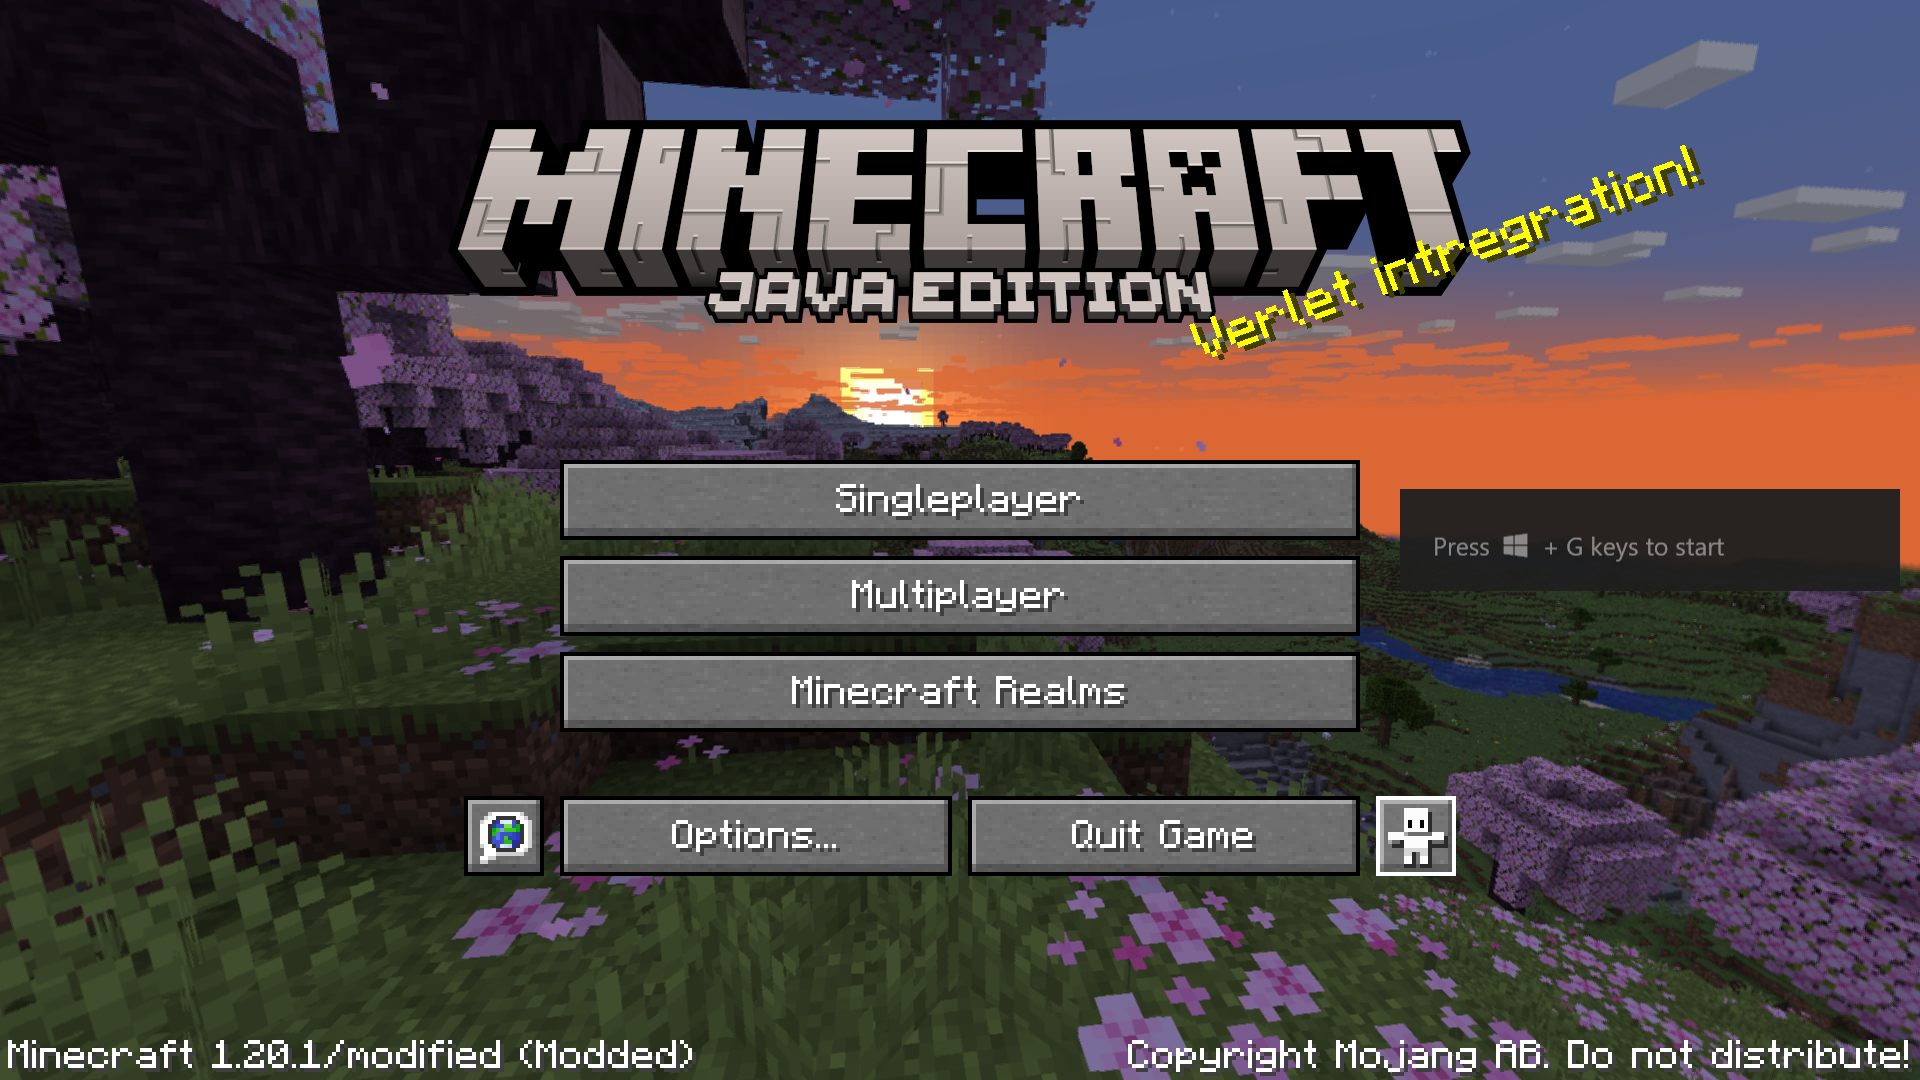 MINECRAFT
JAVA EDITION
Verlet intregration!
Singleplayer
Multiplayer
Minecraft Realms
Press + G keys to start
Options...
Quit Game
Minecraft 1.20.1/modified (Modded)
Copyright Mojang AB. Do not distribute!